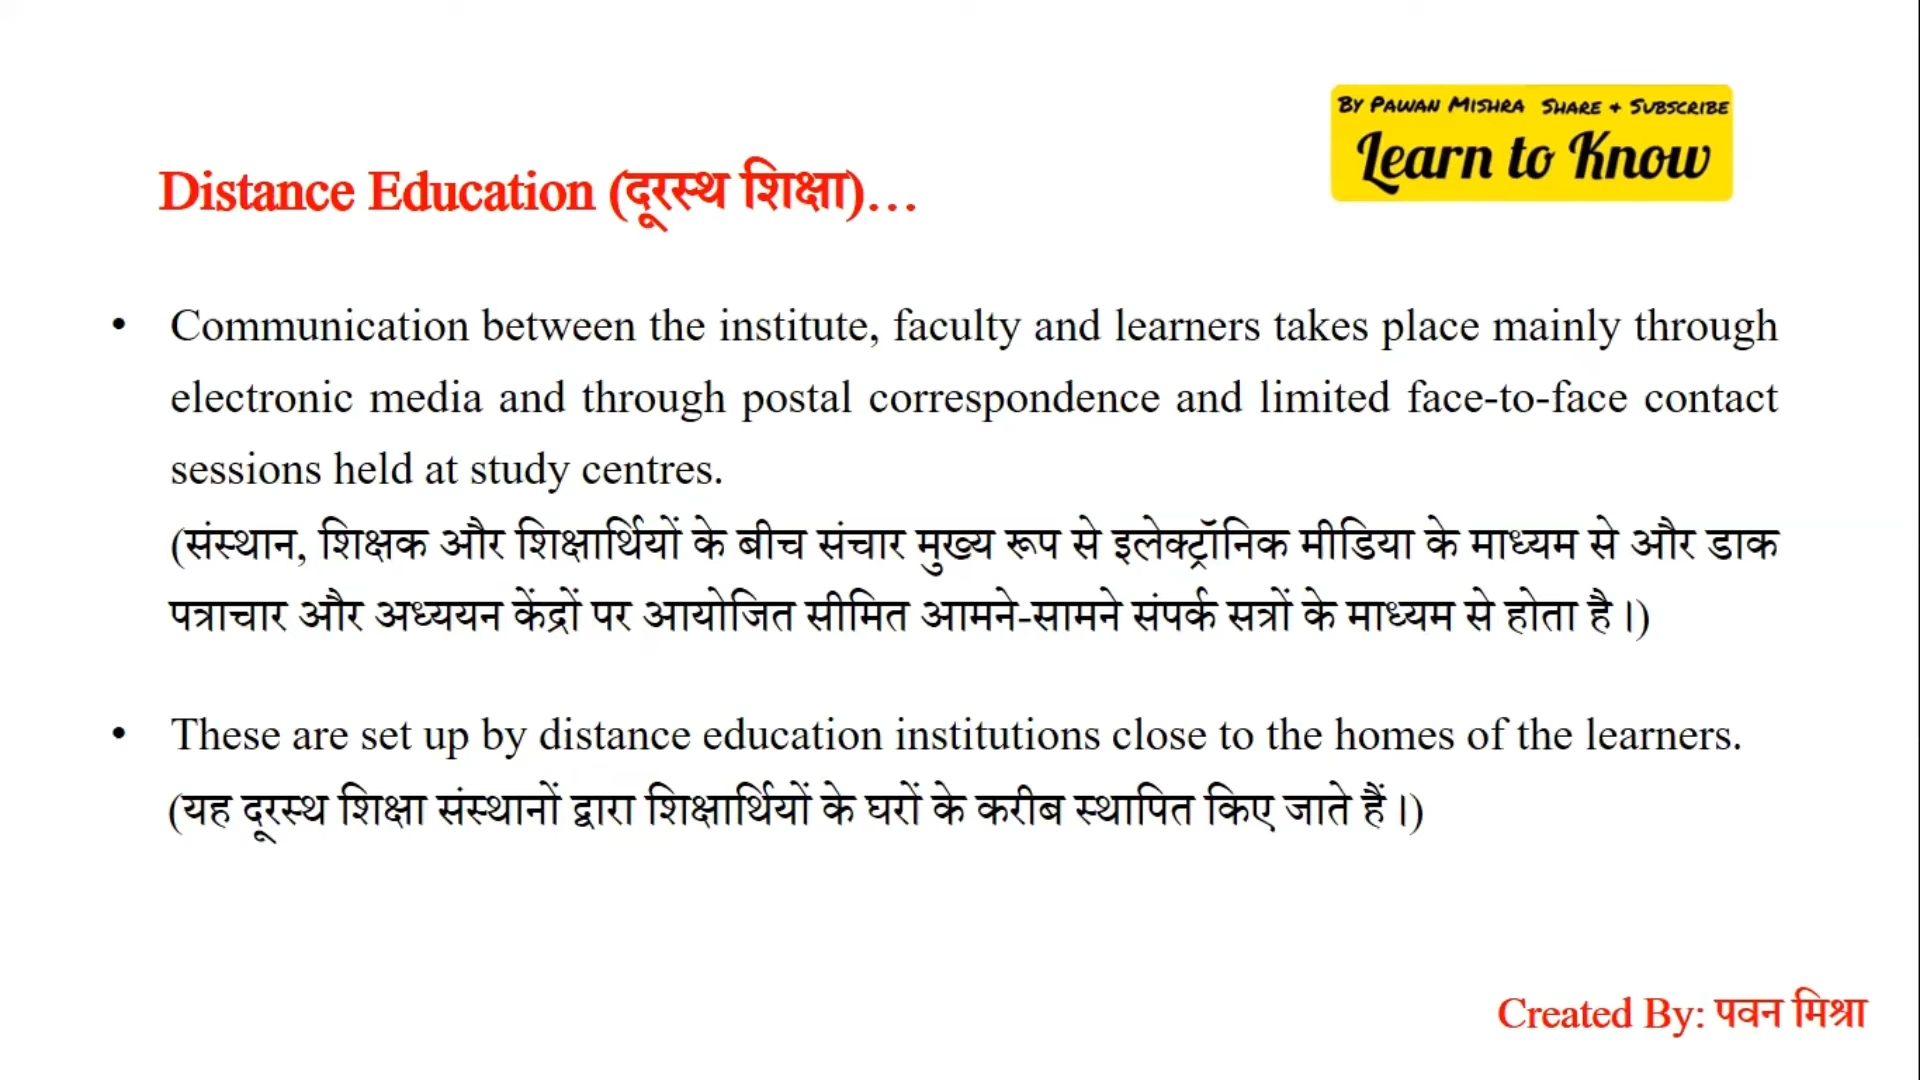 By Pawan Mishra Share + Subscribe
Learn to Know
Distance Education (दूरस्थ शिक्षा)…
• Communication between the institute, faculty and learners takes place mainly through
electronic media and through postal correspondence and limited face-to-face contact
sessions held at study centres.
(संस्थान, शिक्षक और शिक्षार्थियों के बीच संचार मुख्य रूप से इलेक्ट्रॉनिक मीडिया के माध्यम से और डाक
पत्राचार और अध्ययन केंद्रों पर आयोजित सीमित आमने-सामने संपर्क सत्रों के माध्यम से होता है।)
• These are set up by distance education institutions close to the homes of the learners.
(यह दूरस्थ शिक्षा संस्थानों द्वारा शिक्षार्थियों के घरों के करीब स्थापित किए जाते हैं।)
Created By: पवन मिश्रा